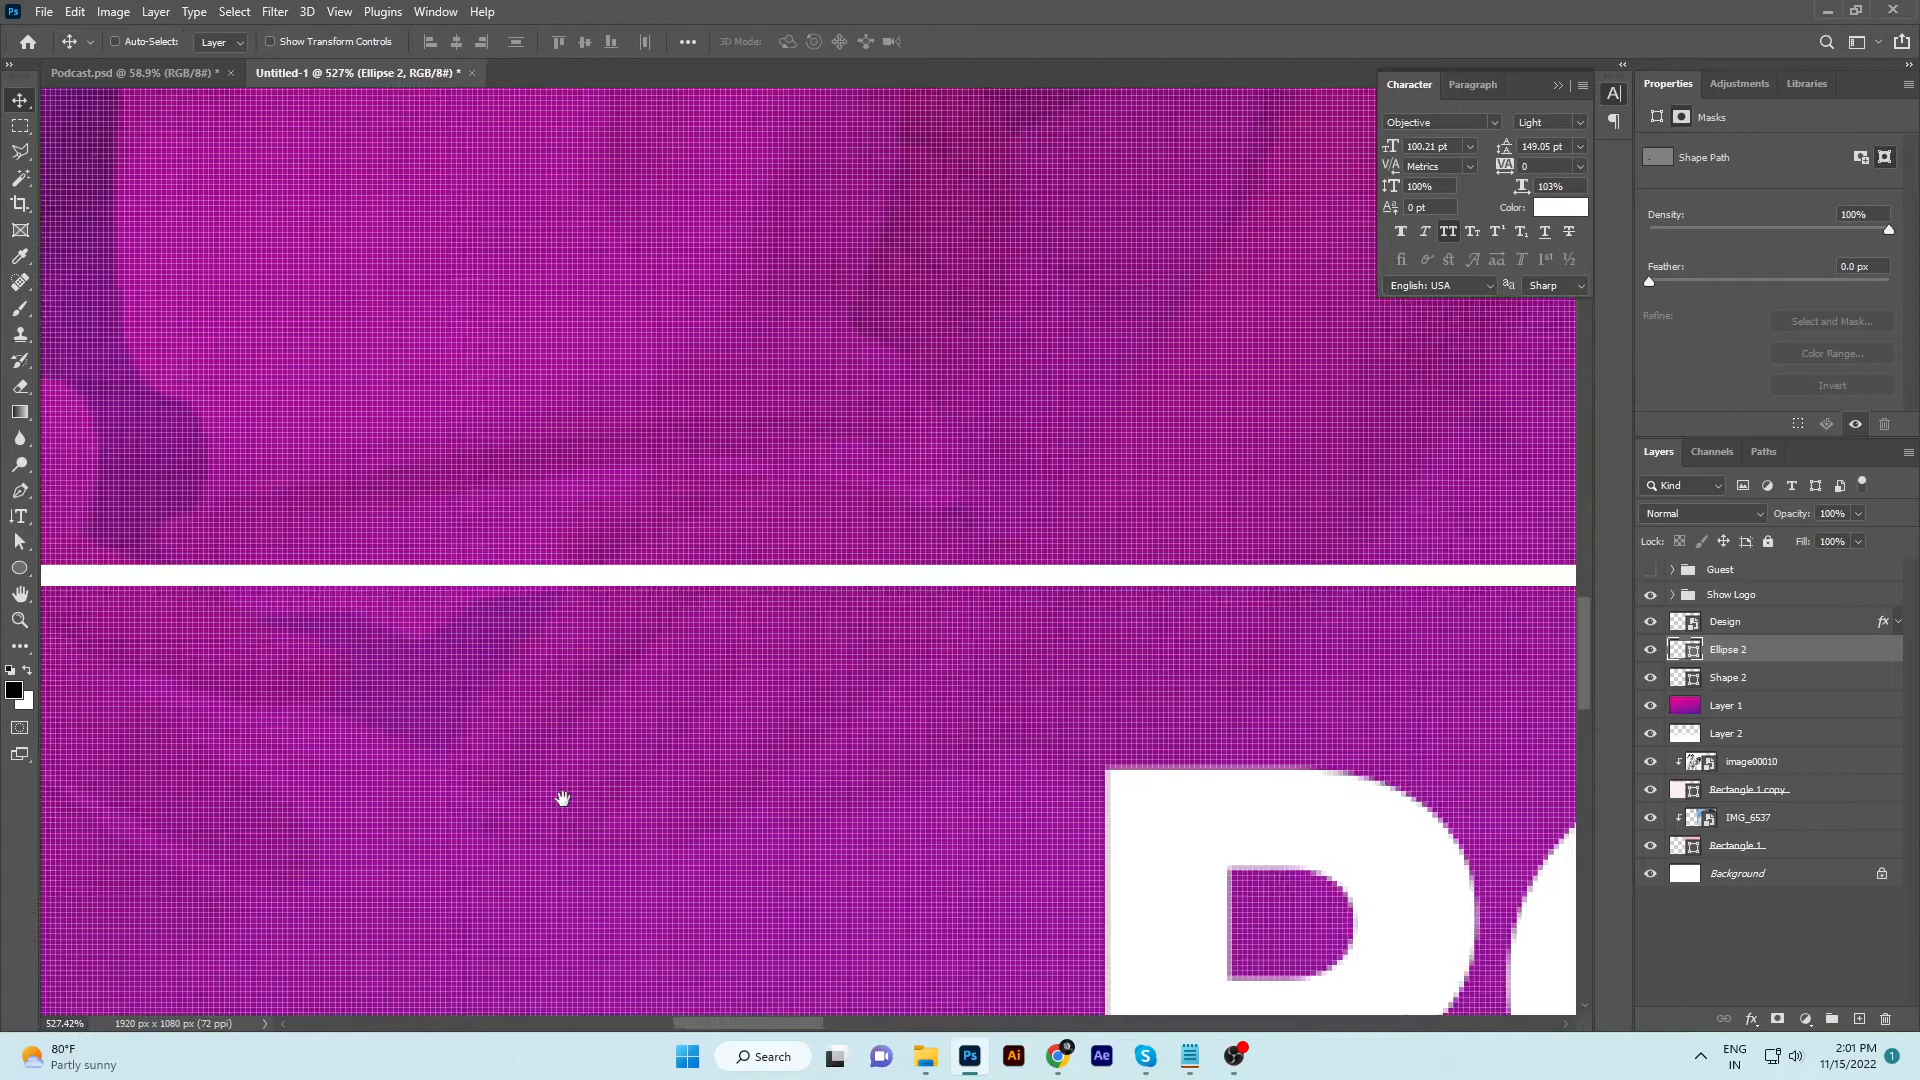 Ps File Edit Image Layer Type Select Filter 3D View Plugins Window Help
Auto-Select: Layer Show Transform Controls 3D Mode:
Podcast.psd @ 58.9% (RGB/8#) * Untitled-1 @ 527% (Ellipse 2, RGB/8#) *
Character Paragraph
Objective Light
100.21 pt 149.05 pt
Metrics 0
100% 103%
0 pt Color:
English: USA Sharp
Properties Adjustments Libraries
Masks
Shape Path
Density: 100%
Feather: 0.0 px
Refine: Select and Mask...
Color Range...
Invert
Layers Channels Paths
Kind
Normal Opacity: 100%
Lock: Fill: 100%
Guest
Show Logo
Design fx
Ellipse 2
Shape 2
Layer 1
Layer 2
image00010
Rectangle 1 copy
IMG_6537
Rectangle 1
Background
527.42% 1920 px x 1080 px (72 ppi)
80°F
Partly sunny
Search
Ps Ai Ae
ENG
IN
2:01 PM
11/15/2022
1